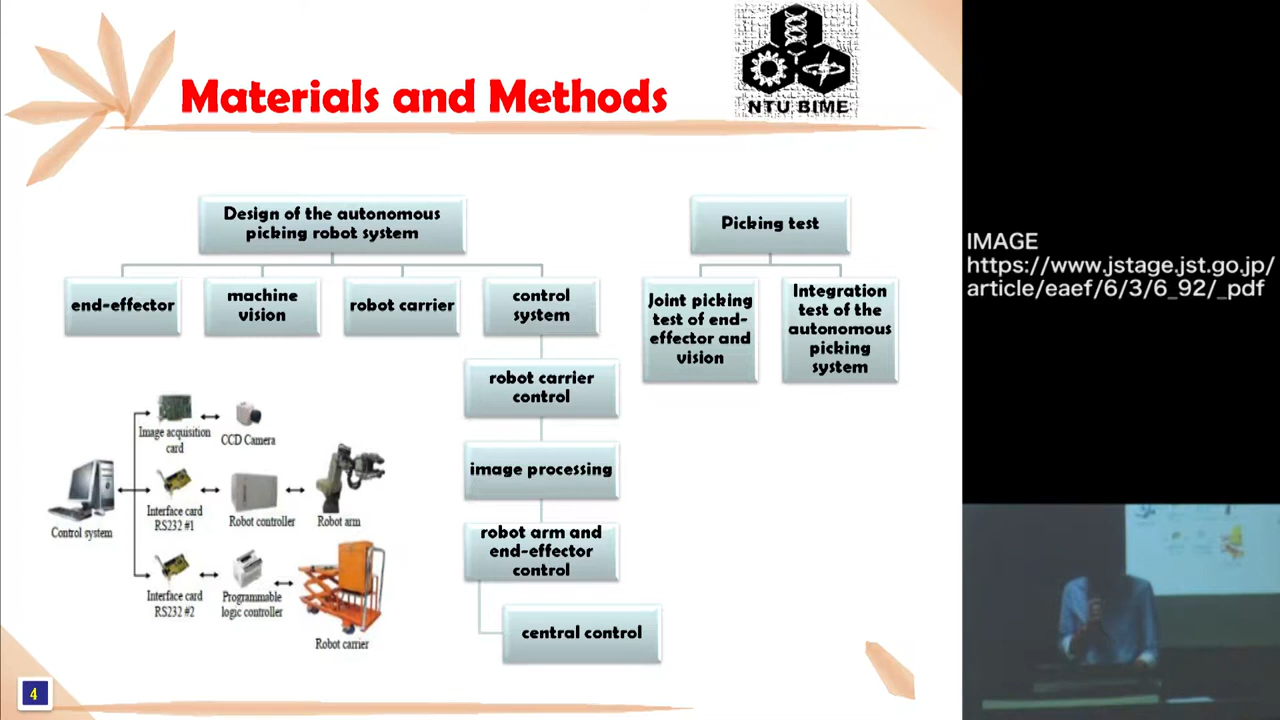 Materials and Methods
NTU BIME
Design of the autonomous
picking robot system
end-effector
machine
vision
robot carrier
control
system
robot carrier
control
image processing
robot arm and
end-effector
control
central control
Picking test
Joint picking
test of end-
effector and
vision
Integration
test of the
autonomous
picking
system
Image acquisition
card
CCD Camera
Control system
Interface card
RS232 #1
Robot controller
Robot arm
Interface card
RS232 #2
Programmable
logic controller
Robot carrier
4
IMAGE
https://www.jstage.jst.go.jp/
article/eaef/6/3/6_92/_pdf